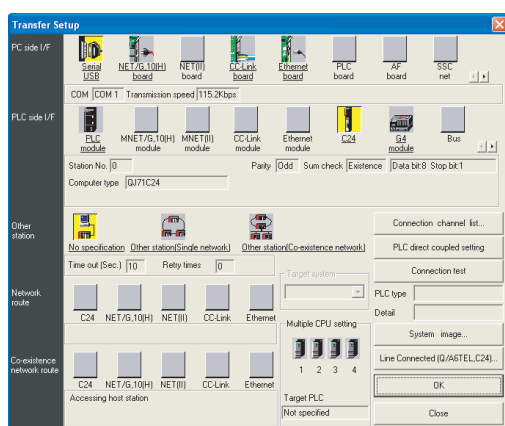 Transfer Setup
PC side I/F
Serial USB
NET/G,10(H) board
NET(II) board
CC-Link board
Ethernet board
PLC board
AF board
SSC net
COM COM 1 Transmission speed 115.2Kbps
PLC side I/F
PLC module
MNET/G,10(H) module
MNET(II) module
CC-Link module
Ethernet module
C24
G4 module
Bus
Station No. 0 Parity Odd Sum check Existence Data bit:8 Stop bit:1
Computer type QJ71C24
Other station
No specification
Other station(Single network)
Other station(Co-existence network)
Time out (Sec.) 10 Retry times 0
Target system
Network route
C24 NET/G,10(H) NET(II) CC-Link Ethernet
Multiple CPU setting
1 2 3 4
Target PLC
Not specified
Co-existence network route
C24 NET/G,10(H) NET(II) CC-Link Ethernet
Accessing host station
Connection channel list...
PLC direct coupled setting
Connection test
PLC type
Detail
System image...
Line Connected (Q/A6TEL,C24)...
OK
Close